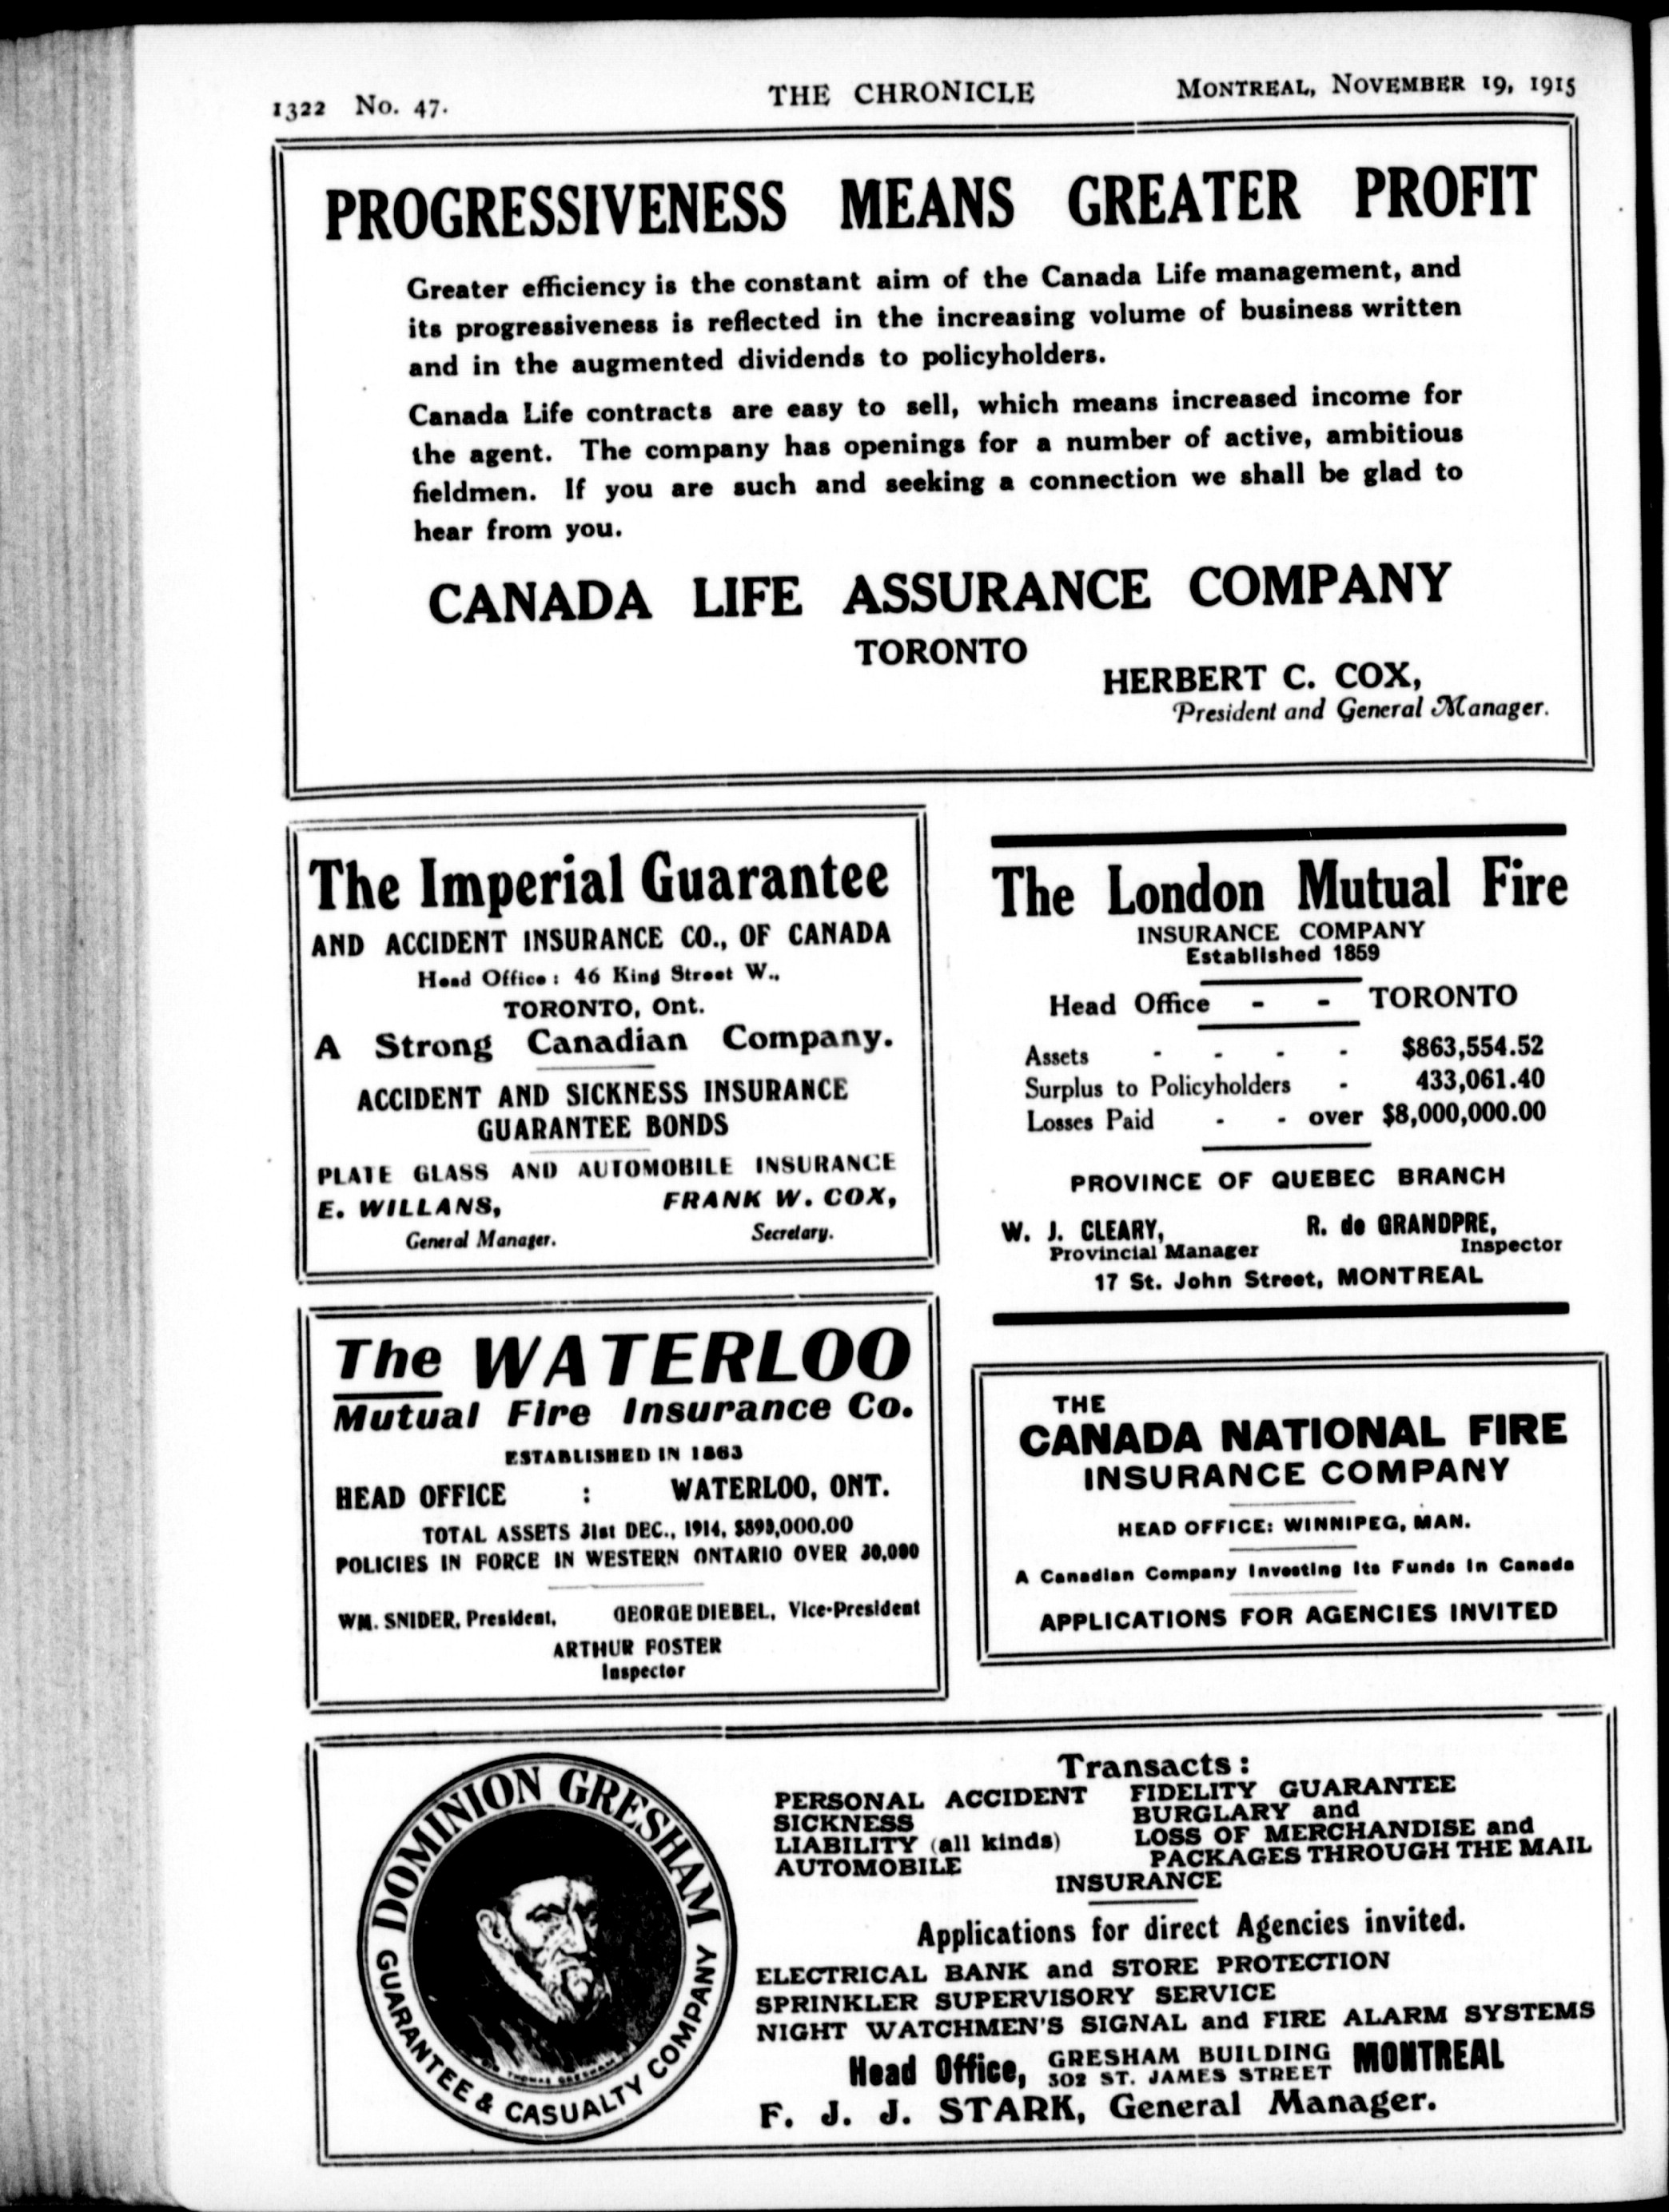 1322 No. 47.
THE CHRONICLE
MONTREAL, NOVEMBER 19, 1915
PROGRESSIVENESS MEANS GREATER PROFIT
Greater efficiency is the constant aim of the Canada Life management, and
its progressiveness is reflected in the increasing volume of business written
and in the augmented dividends to policyholders.
Canada Life contracts are easy to sell, which means increased income for
the agent. The company has openings for a number of active, ambitious
fieldmen. If you are such and seeking a connection we shall be glad to
hear from you.
CANADA LIFE ASSURANCE COMPANY
TORONTO
HERBERT C. COX,
President and General Manager.
The Imperial Guarantee
AND ACCIDENT INSURANCE CO., OF CANADA
Head Office: 46 King Street W.,
TORONTO, Ont.
A Strong Canadian Company.
ACCIDENT AND SICKNESS INSURANCE
GUARANTEE BONDS
PLATE GLASS AND AUTOMOBILE INSURANCE
E. WILLANS, FRANK W. COX,
General Manager. Secretary.
The London Mutual Fire
INSURANCE COMPANY
Established 1859
Head Office - - TORONTO
Assets - - - - $863,554.52
Surplus to Policyholders - 433,061.40
Losses Paid - - over $8,000,000.00
PROVINCE OF QUEBEC BRANCH
W. J. CLEARY, R. de GRANDPRE,
Provincial Manager Inspector
17 St. John Street, MONTREAL
The WATERLOO
Mutual Fire Insurance Co.
ESTABLISHED IN 1863
HEAD OFFICE : WATERLOO, ONT.
TOTAL ASSETS 31st DEC., 1914, $899,000.00
POLICIES IN FORCE IN WESTERN ONTARIO OVER 30,000
WM. SNIDER, President, GEORGE DIEBEL, Vice-President
ARTHUR FOSTER
Inspector
THE
CANADA NATIONAL FIRE
INSURANCE COMPANY
HEAD OFFICE: WINNIPEG, MAN.
A Canadian Company Investing Its Funds In Canada
APPLICATIONS FOR AGENCIES INVITED
DOMINION GRESHAM
GUARANTEE & CASUALTY COMPANY
THOMAS GRESHAM
Transacts:
PERSONAL ACCIDENT FIDELITY GUARANTEE
SICKNESS BURGLARY and
LIABILITY (all kinds) LOSS OF MERCHANDISE and
AUTOMOBILE PACKAGES THROUGH THE MAIL
INSURANCE
Applications for direct Agencies invited.
ELECTRICAL BANK and STORE PROTECTION
SPRINKLER SUPERVISORY SERVICE
NIGHT WATCHMEN'S SIGNAL and FIRE ALARM SYSTEMS
Head Office, GRESHAM BUILDING MONTREAL
302 ST. JAMES STREET
F. J. J. STARK, General Manager.